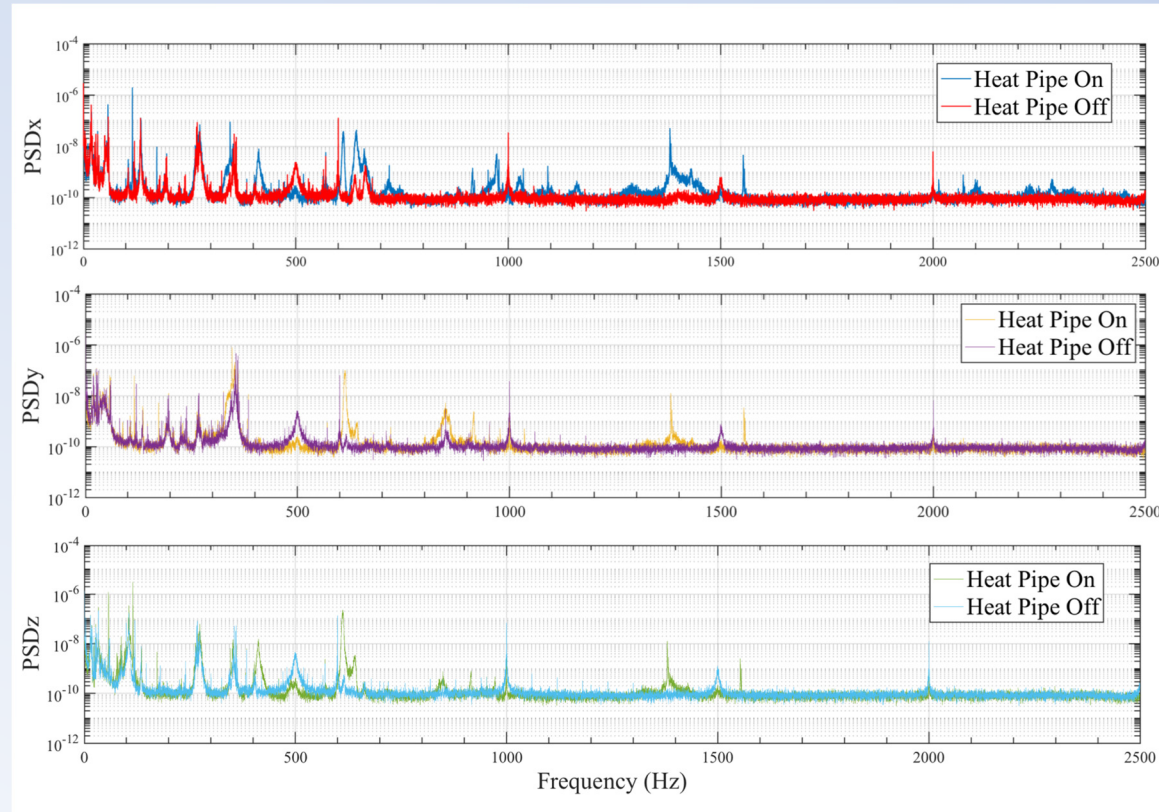 10^-4
10^-6
10^-8
10^-10
10^-12
PSDx
Heat Pipe On
Heat Pipe Off
0 500 1000 1500 2000 2500
10^-4
10^-6
10^-8
10^-10
10^-12
PSDy
Heat Pipe On
Heat Pipe Off
0 500 1000 1500 2000 2500
10^-4
10^-6
10^-8
10^-10
10^-12
PSDz
Heat Pipe On
Heat Pipe Off
0 500 1000 1500 2000 2500
Frequency (Hz)